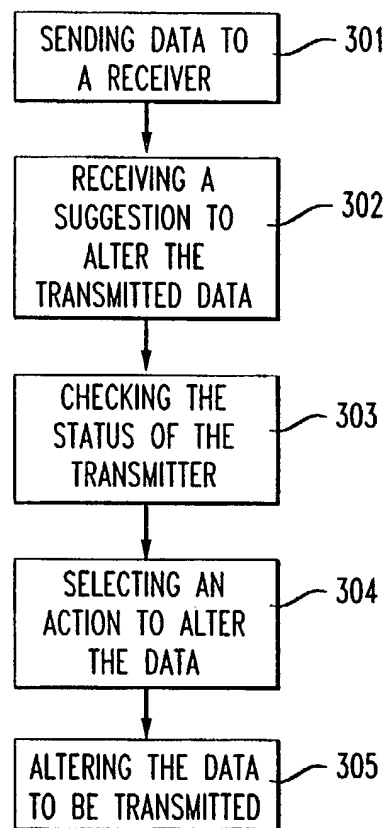 SENDING DATA TO
A RECEIVER
301
RECEIVING A
SUGGESTION TO
ALTER THE
TRANSMITTED DATA
302
CHECKING THE
STATUS OF THE
TRANSMITTER
303
SELECTING AN
ACTION TO ALTER
THE DATA
304
ALTERING THE DATA
TO BE TRANSMITTED
305